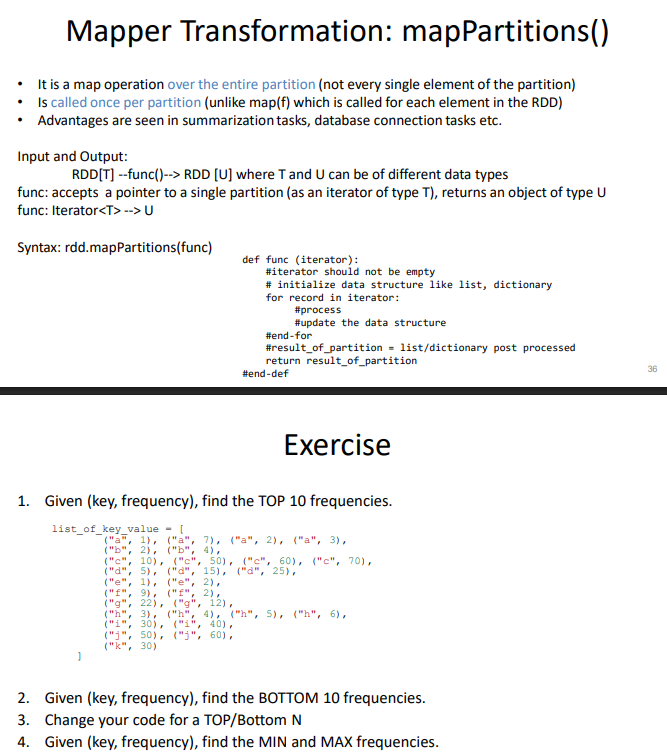 Mapper Transformation: mapPartitions()
• It is a map operation over the entire partition (not every single element of the partition)
• Is called once per partition (unlike map(f) which is called for each element in the RDD)
• Advantages are seen in summarization tasks, database connection tasks etc.
Input and Output:
RDD[T] --func()--> RDD [U] where T and U can be of different data types
func: accepts a pointer to a single partition (as an iterator of type T), returns an object of type U
func: Iterator<T> --> U
Syntax: rdd.mapPartitions(func)
def func (iterator):
#iterator should not be empty
# initialize data structure like list, dictionary
for record in iterator:
#process
#update the data structure
#end-for
#result_of_partition = list/dictionary post processed
return result_of_partition
#end-def
36
Exercise
1. Given (key, frequency), find the TOP 10 frequencies.
list_of_key_value = [
("a", 1), ("a", 7), ("a", 2), ("a", 3),
("b", 2), ("b", 4),
("c", 10), ("c", 50), ("c", 60), ("c", 70),
("d", 5), ("d", 15), ("d", 25),
("e", 1), ("e", 2),
("f", 9), ("f", 2),
("g", 22), ("g", 12),
("h", 3), ("h", 4), ("h", 5), ("h", 6),
("i", 30), ("i", 40),
("j", 50), ("j", 60),
("k", 30)
]
2. Given (key, frequency), find the BOTTOM 10 frequencies.
3. Change your code for a TOP/Bottom N
4. Given (key, frequency), find the MIN and MAX frequencies.